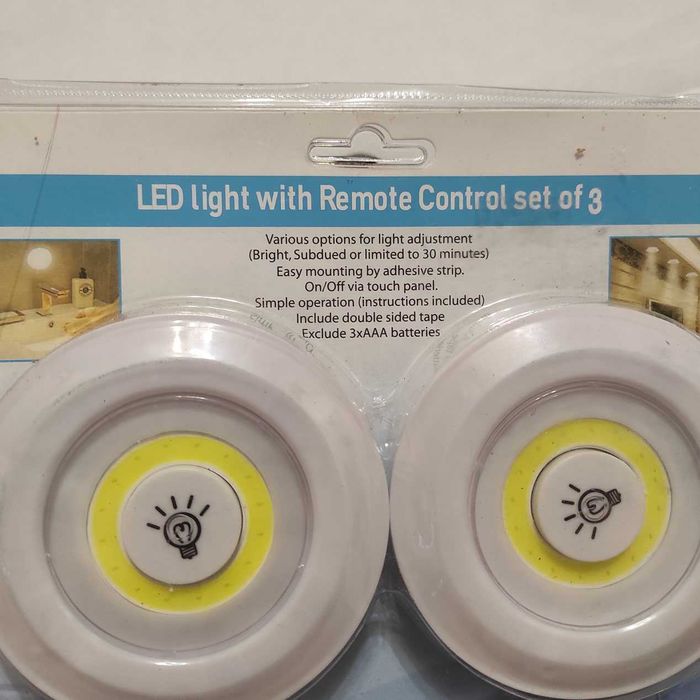 LED light with Remote Control set of 3
Various options for light adjustment
(Bright, Subdued or limited to 30 minutes)
Easy mounting by adhesive strip.
On/Off via touch panel.
Simple operation (instructions included)
Include double sided tape
Exclude 3xAAA batteries